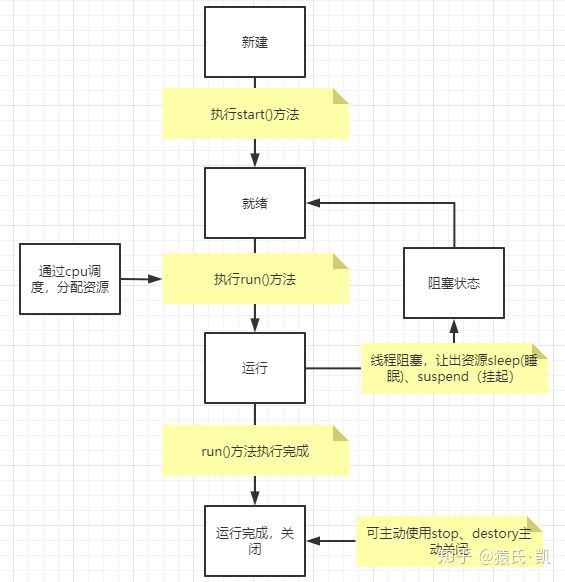 新建
执行start()方法
就绪
通过cpu调
度，分配资源
执行run()方法
阻塞状态
运行
线程阻塞，让出资源sleep(睡
眠)、suspend（挂起）
run()方法执行完成
运行完成，关
闭
可主动使用stop、destory主
动关闭
知乎 @猿氏·凯